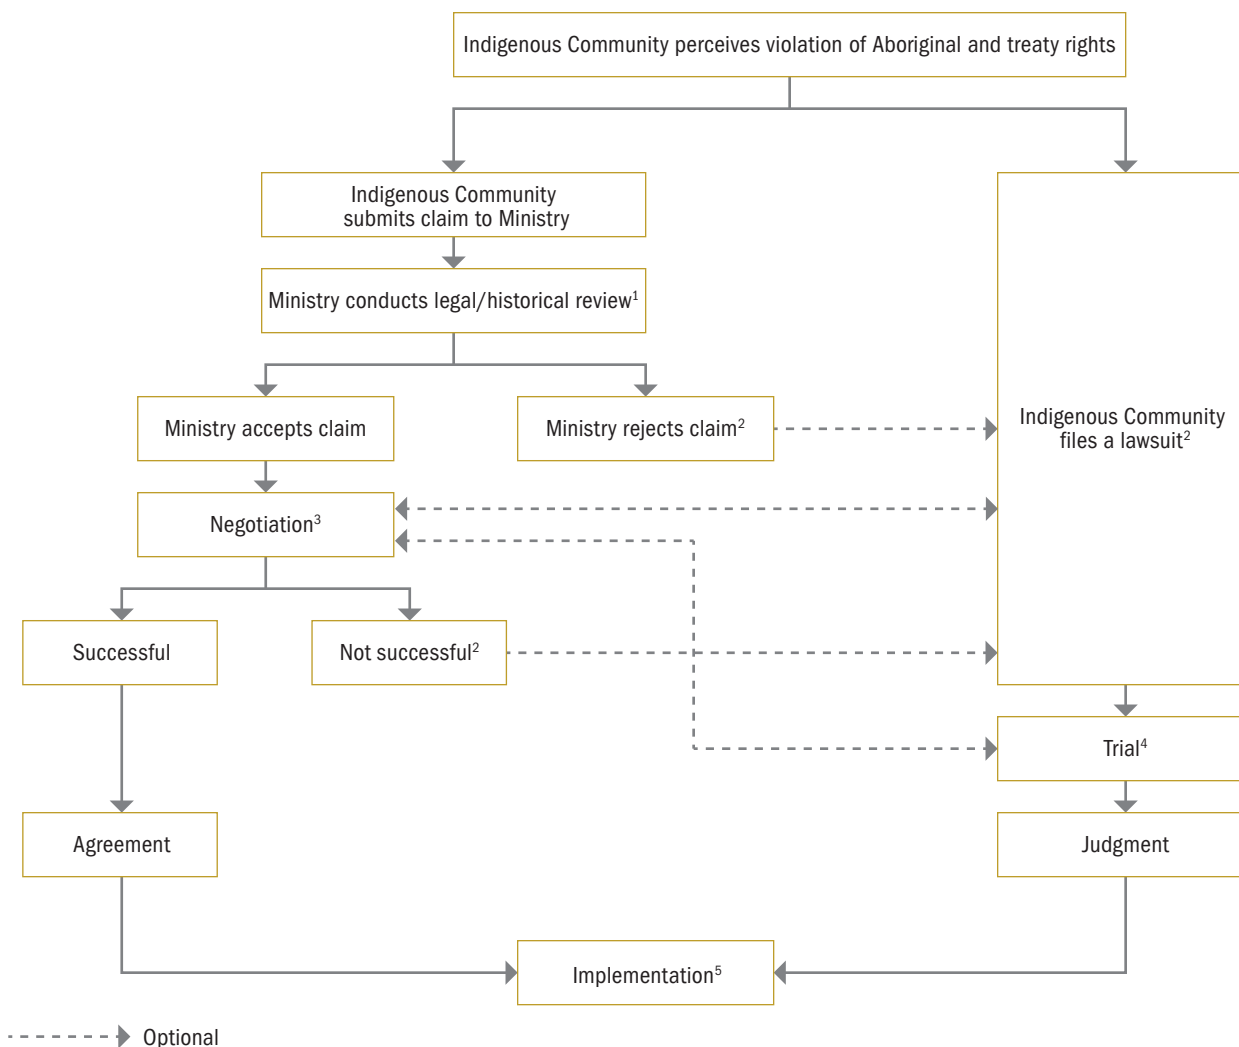 Indigenous Community perceives violation of Aboriginal and treaty rights
Indigenous Community
submits claim to Ministry
Ministry conducts legal/historical review¹
Ministry accepts claim
Ministry rejects claim²
Indigenous Community
files a lawsuit²
Negotiation³
Successful
Not successful²
Trial⁴
Agreement
Judgment
Implementation⁵
Optional